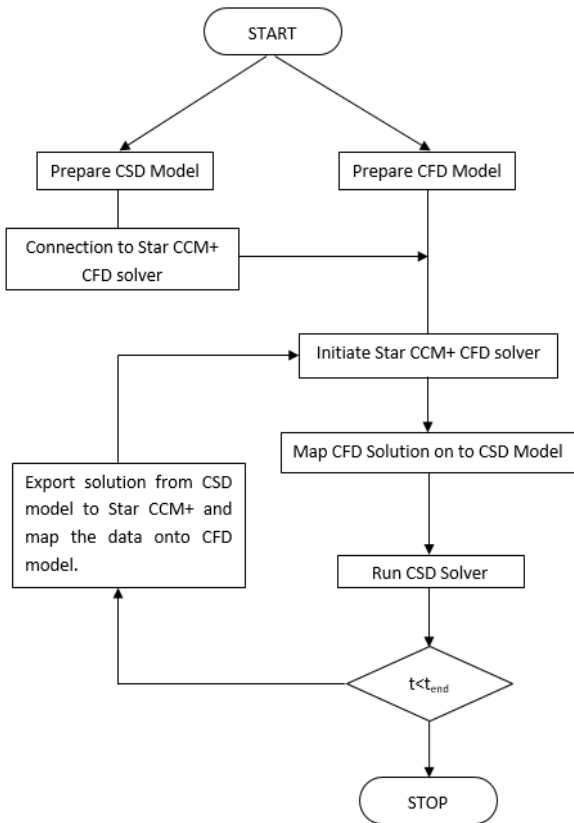 START
Prepare CSD Model
Prepare CFD Model
Connection to Star CCM+
CFD solver
Initiate Star CCM+ CFD solver
Map CFD Solution on to CSD Model
Export solution from CSD
model to Star CCM+ and
map the data onto CFD
model.
Run CSD Solver
t<tend
STOP